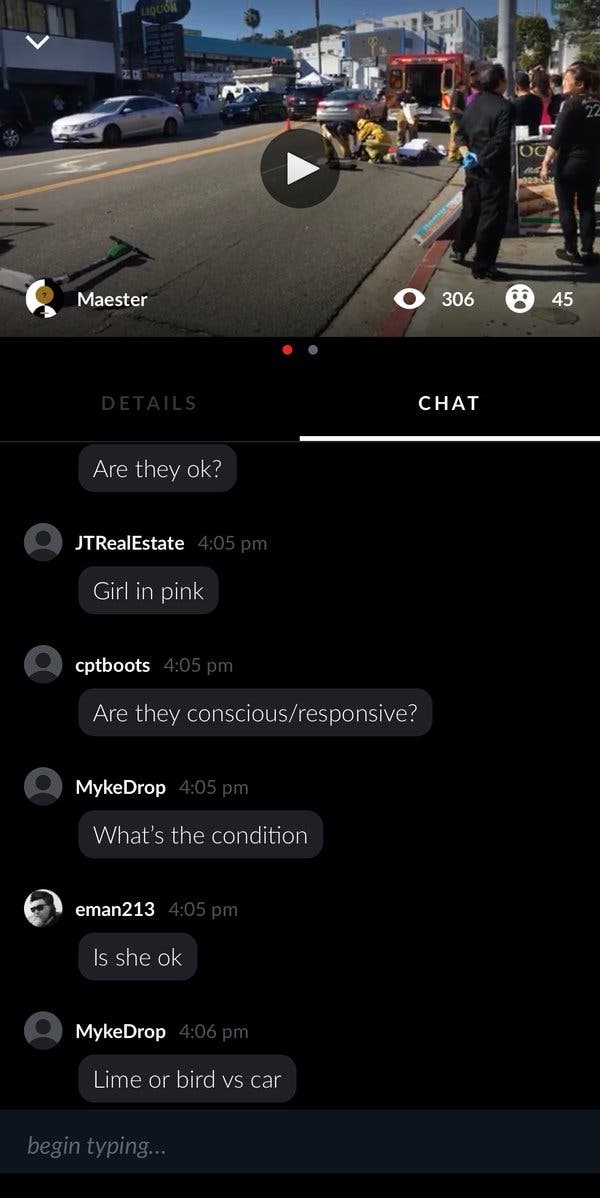 LIQUOR
22
Maester
306
45
DETAILS
CHAT
Are they ok?
JTRealEstate 4:05 pm
Girl in pink
cptboots 4:05 pm
Are they conscious/responsive?
MykeDrop 4:05 pm
What's the condition
eman213 4:05 pm
Is she ok
MykeDrop 4:06 pm
Lime or bird vs car
begin typing...